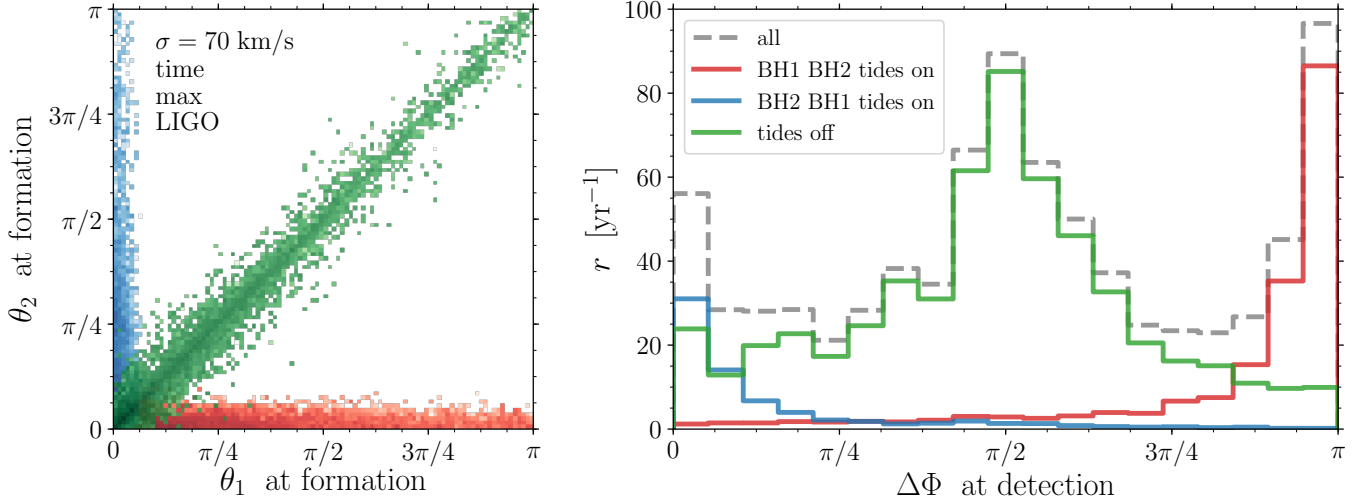 π
3π/4
π/2
π/4
0
θ₂ at formation
σ = 70 km/s
time
max
LIGO
0 π/4 π/2 3π/4 π
θ₁ at formation
100
80
60
40
20
0
r [yr⁻¹]
all
BH1 BH2 tides on
BH2 BH1 tides on
tides off
0 π/4 π/2 3π/4 π
ΔΦ at detection